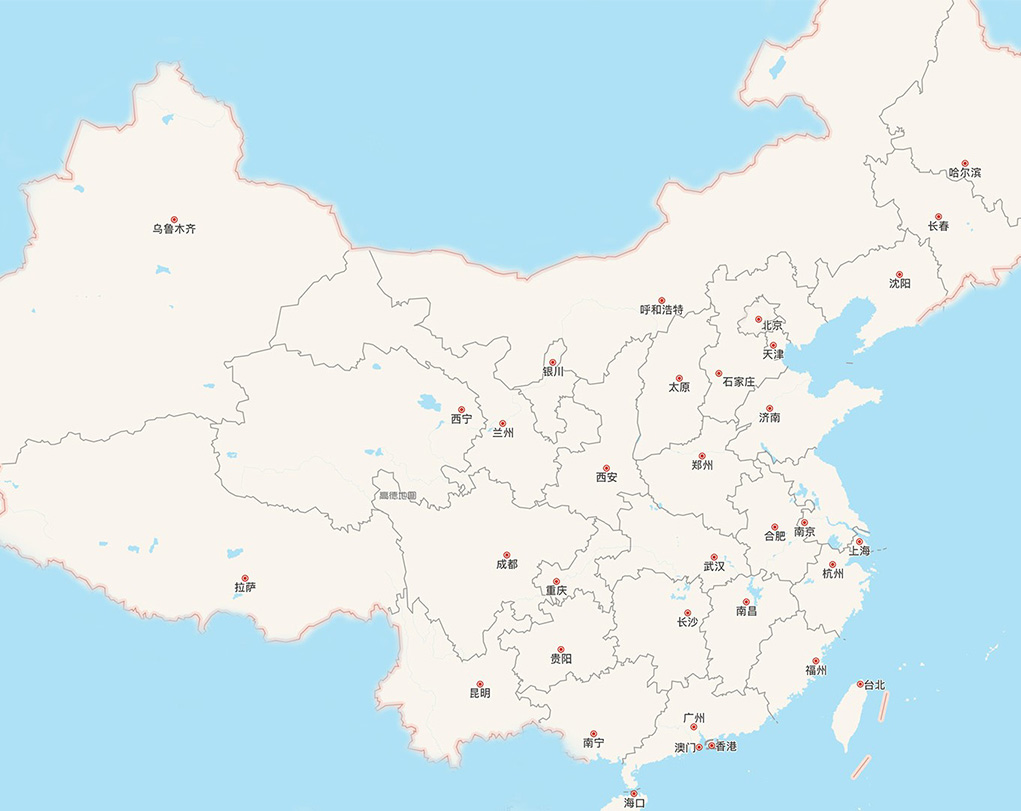 哈尔滨
长春
乌鲁木齐
沈阳
呼和浩特
北京
天津
银川
石家庄
太原
西宁
济南
兰州
郑州
西安
高德地图
合肥
南京
上海
成都
武汉
杭州
拉萨
重庆
南昌
长沙
贵阳
福州
昆明
台北
广州
南宁
澳门
香港
海口